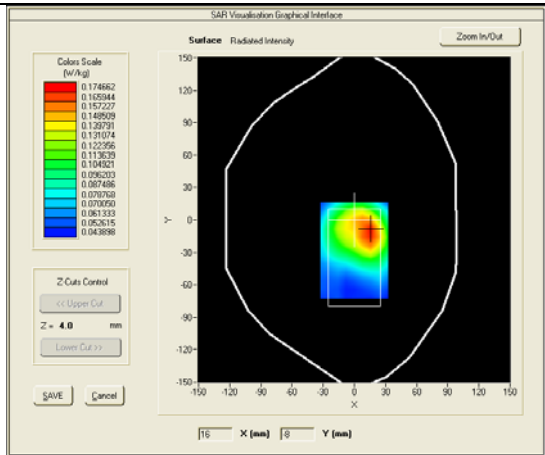 SAR Visualisation Graphical Interface
Surface Radiated Intensity
Zoom In/Out
Colors Scale
(W/kg)
0.174662
0.165944
0.157227
0.148509
0.139791
0.131074
0.122356
0.113639
0.104921
0.096203
0.087486
0.078768
0.070050
0.061333
0.052615
0.043898
Z Cuts Control
<< Upper Cut
Z = 4.0 mm
Lower Cut >>
SAVE Cancel
150
120
90
60
30
0
-30
-60
-90
-120
-150
Y
-150 -120 -90 -60 -30 0 30 60 90 120 150
X
16 X (mm) -8 Y (mm)